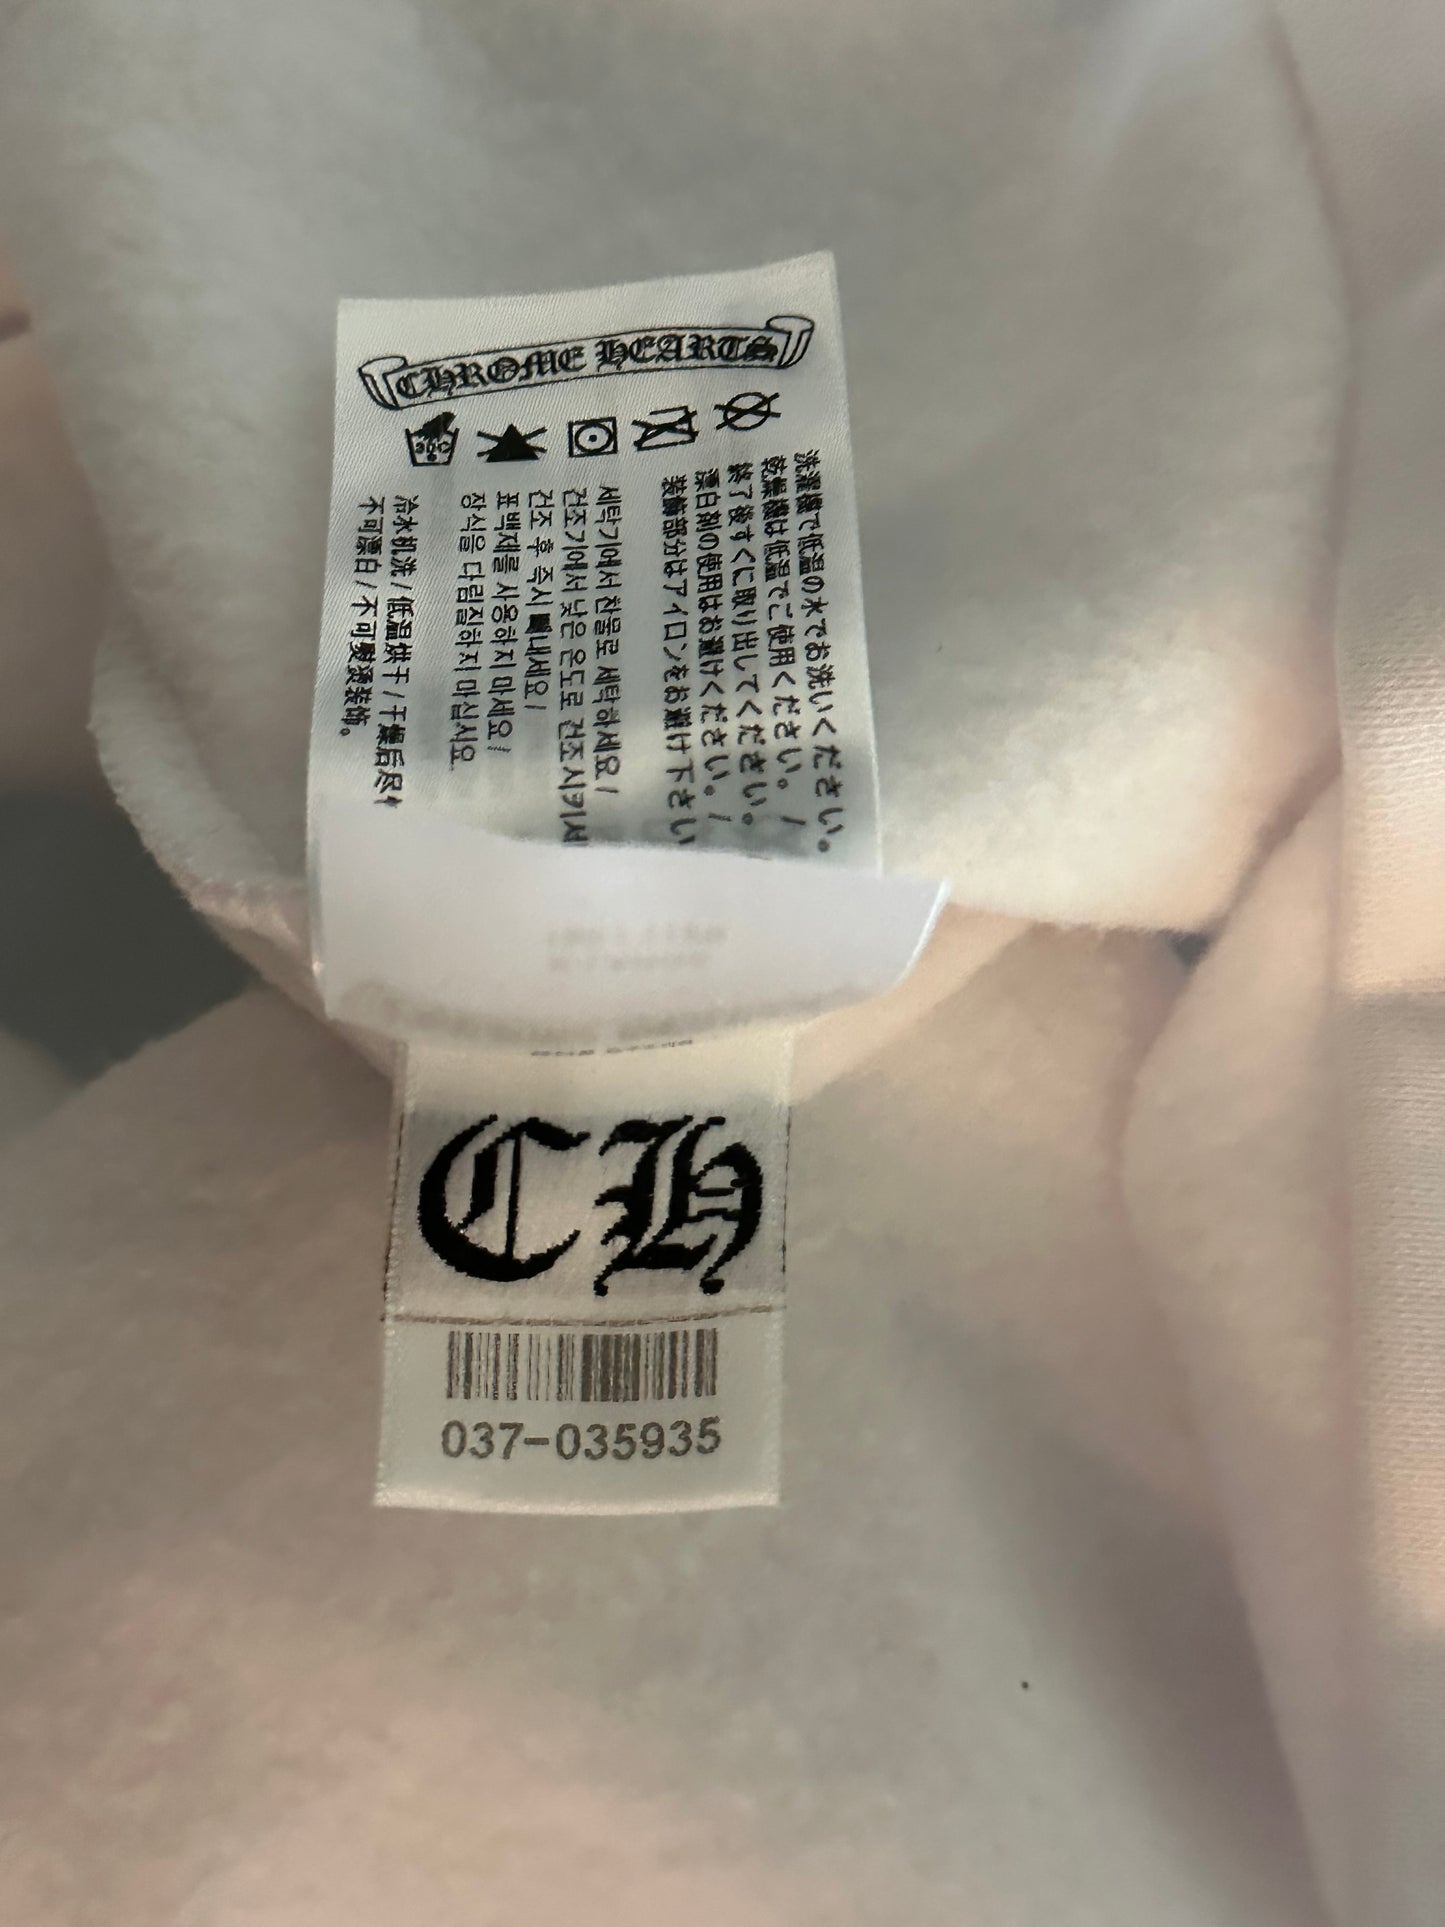 CHROME HEARTS
洗濯機で低温の水でお洗いください。
乾燥機は低温でご使用ください。/
終了後すぐに取り出してください。
漂白剤の使用はお避けください。/
装飾部分はアイロンをお避け下さい
세탁기에서 찬물로 세탁하세요 /
건조기에서 낮은 온도로 건조시키세
건조 후 즉시 내세요 /
표백제를 사용하지 마세요 /
장식을 다림질하지 마십시요
冷水机洗 / 低温烘干 / 干燥后尽
不可漂白 / 不可熨烫装饰。
CH
037-035935